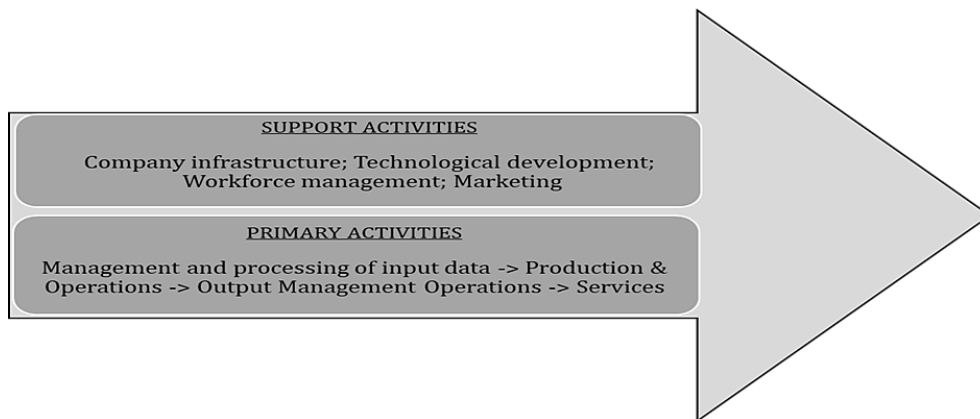 SUPPORT ACTIVITIES
Company infrastructure; Technological development;
Workforce management; Marketing
PRIMARY ACTIVITIES
Management and processing of input data -> Production &
Operations -> Output Management Operations -> Services